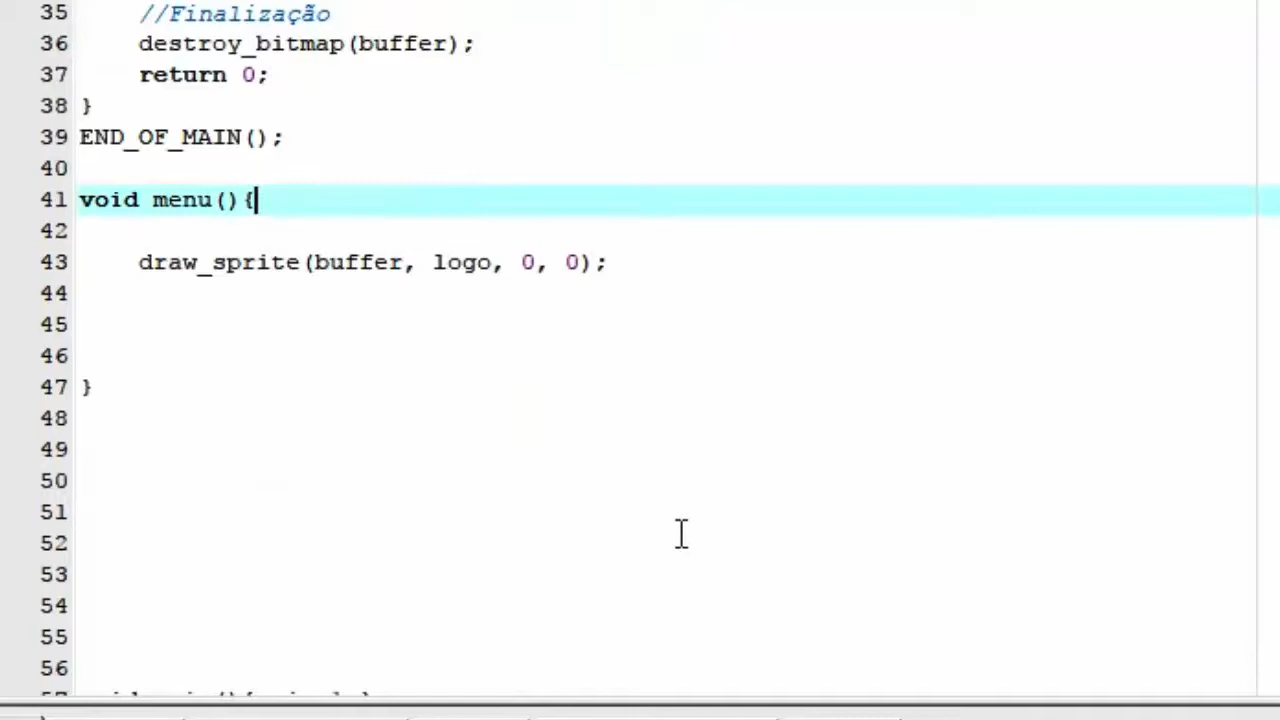 35 //Finalização
36 destroy_bitmap(buffer);
37 return 0;
38 }
39 END_OF_MAIN();
40
41 void menu(){
42
43 draw_sprite(buffer, logo, 0, 0);
44
45
46
47 }
48
49
50
51
52
53
54
55
56